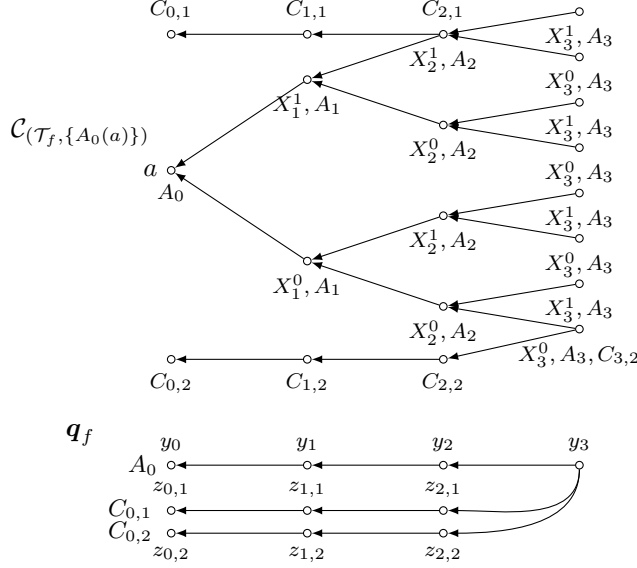 C_{0,1} C_{1,1} C_{2,1}
X_3^1, A_3
X_2^1, A_2
X_3^0, A_3
X_1^1, A_1
𝒞_{(𝒯_f, {A_0(a)})} X_3^1, A_3
X_2^0, A_2
a X_3^0, A_3
A_0
X_3^1, A_3
X_2^1, A_2
X_3^0, A_3
X_1^0, A_1
X_3^1, A_3
X_2^0, A_2
X_3^0, A_3, C_{3,2}
C_{0,2} C_{1,2} C_{2,2}
q_f
y_0 y_1 y_2 y_3
A_0
z_{0,1} z_{1,1} z_{2,1}
C_{0,1}
C_{0,2}
z_{0,2} z_{1,2} z_{2,2}